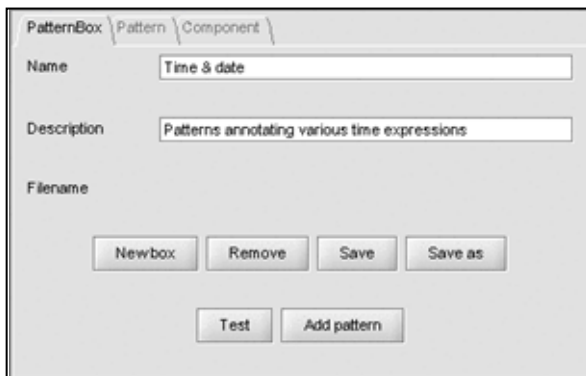 PatternBox Pattern Component
Name Time & date
Description Patterns annotating various time expressions
Filename
Newbox Remove Save Save as
Test Add pattern